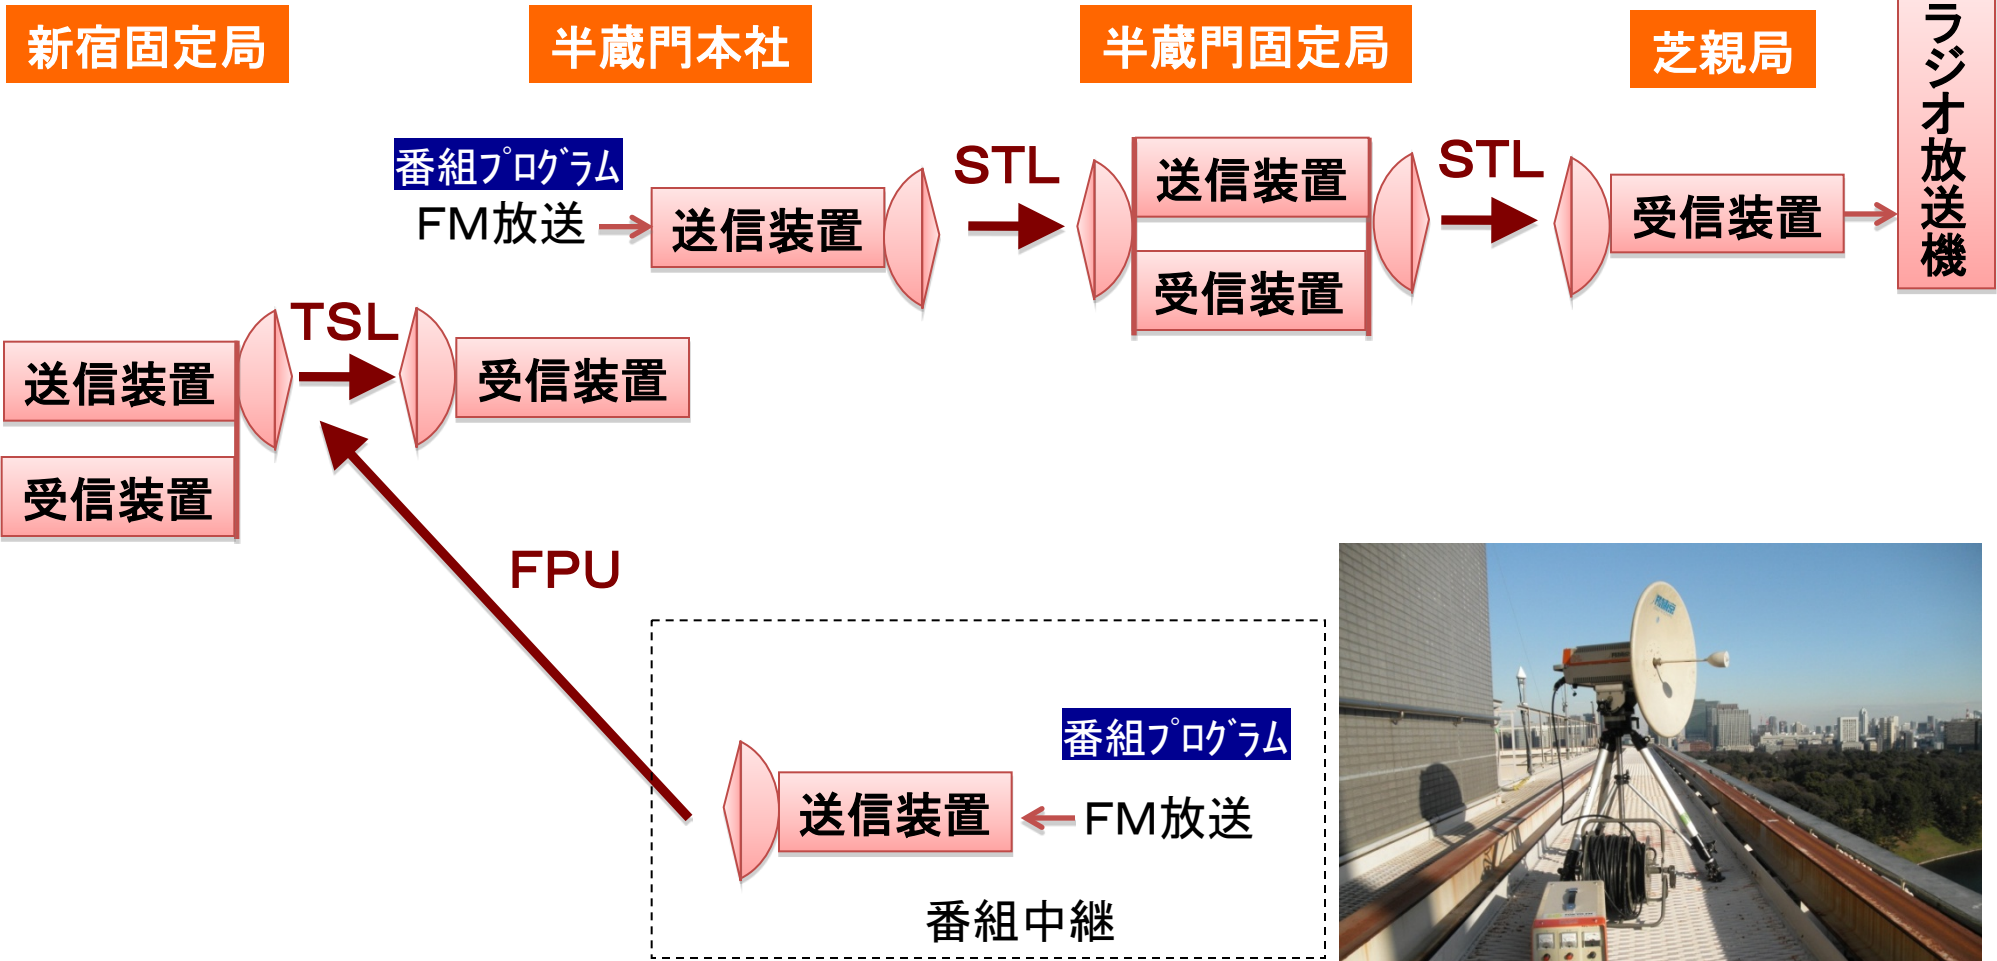 新宿固定局
半蔵門本社
半蔵門固定局
芝親局
ラジオ放送機
番組ﾌﾟﾛｸﾞﾗﾑ
FM放送
送信装置
STL
送信装置
受信装置
STL
受信装置
送信装置
受信装置
TSL
受信装置
FPU
番組ﾌﾟﾛｸﾞﾗﾑ
送信装置
FM放送
番組中継